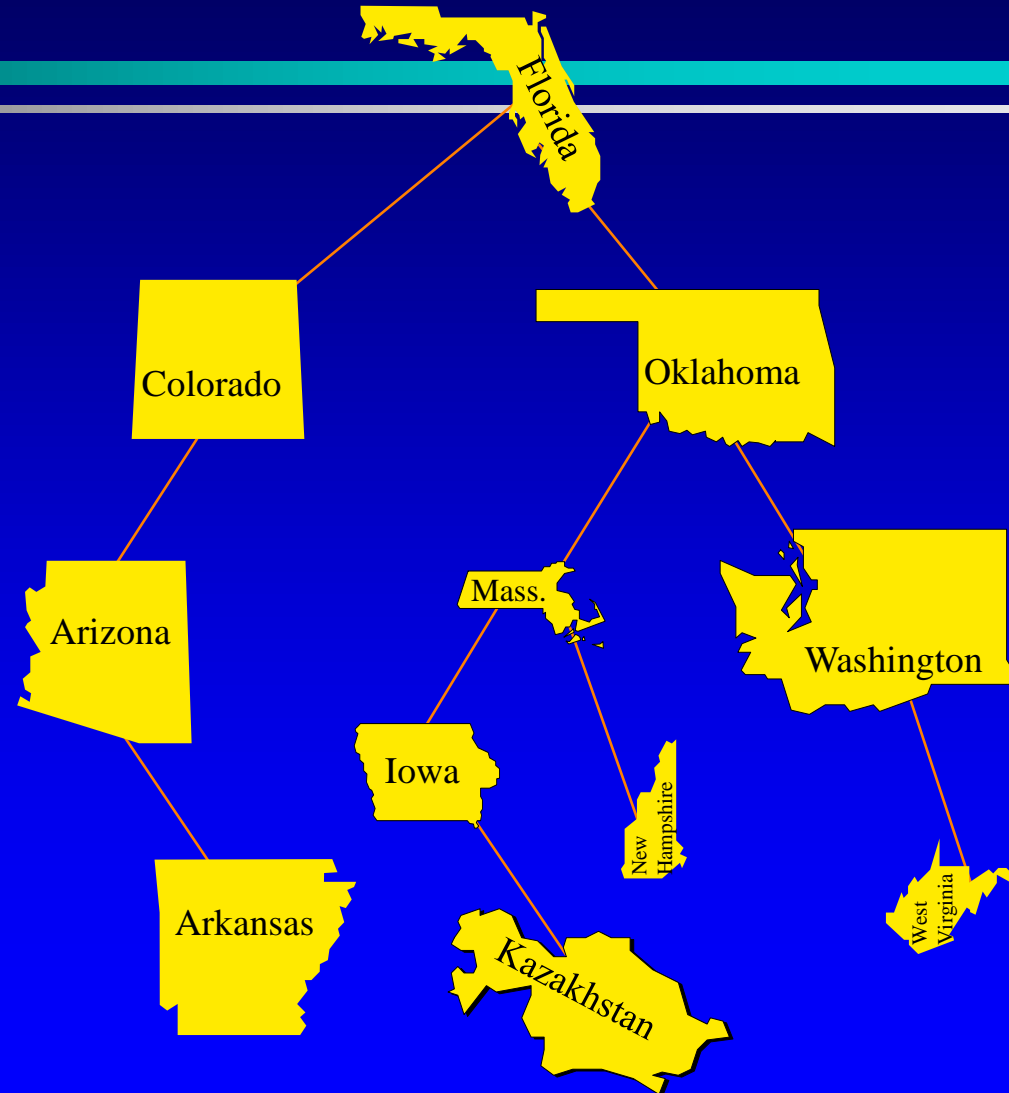 Florida
Colorado
Oklahoma
Arizona
Mass.
Washington
Iowa
New
Hampshire
Arkansas
West
Virginia
Kazakhstan